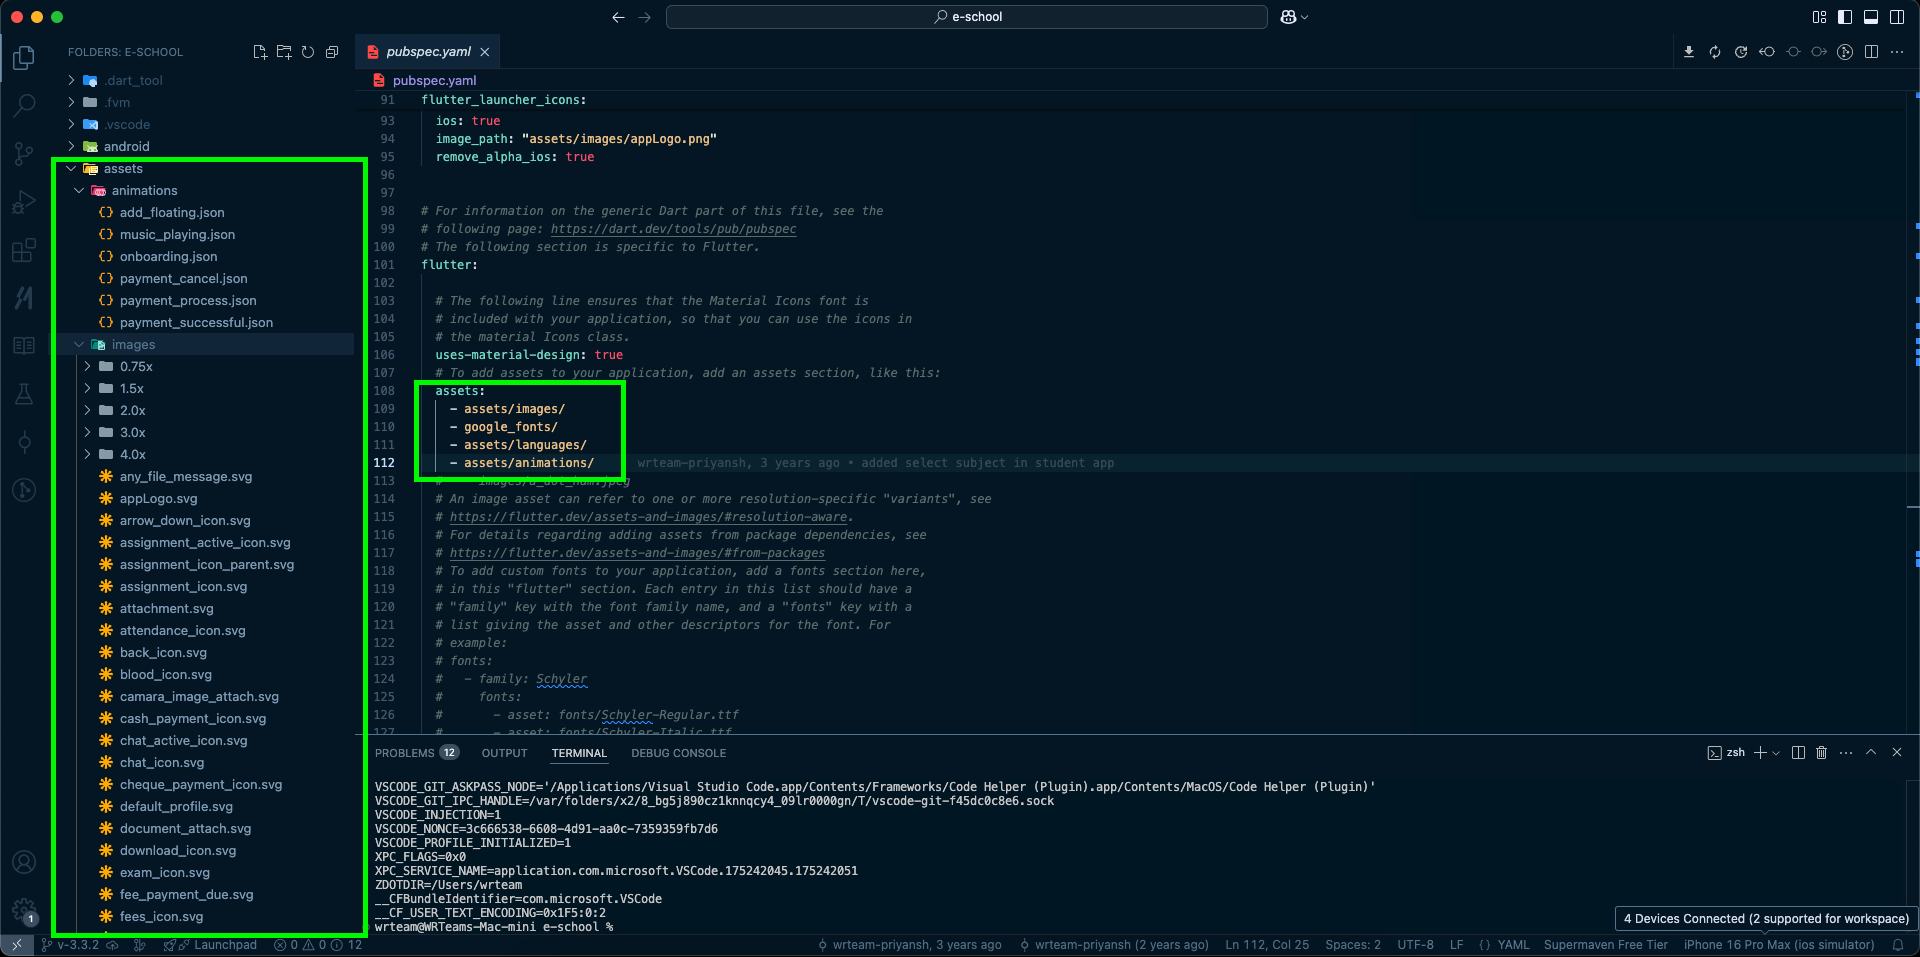 e-school
FOLDERS: E-SCHOOL
.dart_tool
.fvm
.vscode
android
assets
animations
add_floating.json
music_playing.json
onboarding.json
payment_cancel.json
payment_process.json
payment_successful.json
images
0.75x
1.5x
2.0x
3.0x
4.0x
any_file_message.svg
appLogo.svg
arrow_down_icon.svg
assignment_active_icon.svg
assignment_icon_parent.svg
assignment_icon.svg
attachment.svg
attendance_icon.svg
back_icon.svg
blood_icon.svg
camara_image_attach.svg
cash_payment_icon.svg
chat_active_icon.svg
chat_icon.svg
cheque_payment_icon.svg
default_profile.svg
document_attach.svg
download_icon.svg
exam_icon.svg
fee_payment_due.svg
fees_icon.svg
pubspec.yaml
pubspec.yaml
91 flutter_launcher_icons:
93 ios: true
94 image_path: "assets/images/appLogo.png"
95 remove_alpha_ios: true
96
97
98 # For information on the generic Dart part of this file, see the
99 # following page: https://dart.dev/tools/pub/pubspec
100 # The following section is specific to Flutter.
101 flutter:
102
103 # The following line ensures that the Material Icons font is
104 # included with your application, so that you can use the icons in
105 # the material Icons class.
106 uses-material-design: true
107 # To add assets to your application, add an assets section, like this:
108 assets:
109 - assets/images/
110 - google_fonts/
111 - assets/languages/
112 - assets/animations/ wrteam-priyansh, 3 years ago • added select subject in student app
113 # images/a_dot_ham.jpeg
114 # An image asset can refer to one or more resolution-specific "variants", see
115 # https://flutter.dev/assets-and-images/#resolution-aware.
116 # For details regarding adding assets from package dependencies, see
117 # https://flutter.dev/assets-and-images/#from-packages
118 # To add custom fonts to your application, add a fonts section here,
119 # in this "flutter" section. Each entry in this list should have a
120 # "family" key with the font family name, and a "fonts" key with a
121 # list giving the asset and other descriptors for the font. For
122 # example:
123 # fonts:
124 # - family: Schyler
125 # fonts:
126 # - asset: fonts/Schyler-Regular.ttf
127 # - asset: fonts/Schyler-Italic.ttf
PROBLEMS 12 OUTPUT TERMINAL DEBUG CONSOLE
zsh
VSCODE_GIT_ASKPASS_NODE='/Applications/Visual Studio Code.app/Contents/Frameworks/Code Helper (Plugin).app/Contents/MacOS/Code Helper (Plugin)'
VSCODE_GIT_IPC_HANDLE=/var/folders/x2/8_bg5j890cz1knnqcy4_09lr0000gn/T/vscode-git-f45dc0c8e6.sock
VSCODE_INJECTION=1
VSCODE_NONCE=3c666538-6608-4d91-aa0c-7359359fb7d6
VSCODE_PROFILE_INITIALIZED=1
XPC_FLAGS=0x0
XPC_SERVICE_NAME=application.com.microsoft.VSCode.175242045.175242051
ZDOTDIR=/Users/wrteam
__CFBundleIdentifier=com.microsoft.VSCode
__CF_USER_TEXT_ENCODING=0x1F5:0:2
wrteam@WRTeams-Mac-mini e-school %
4 Devices Connected (2 supported for workspace)
1
v-3.3.2 Launchpad 0 0 12 wrteam-priyansh, 3 years ago wrteam-priyansh (2 years ago) Ln 112, Col 25 Spaces: 2 UTF-8 LF {} YAML Supermaven Free Tier iPhone 16 Pro Max (ios simulator)